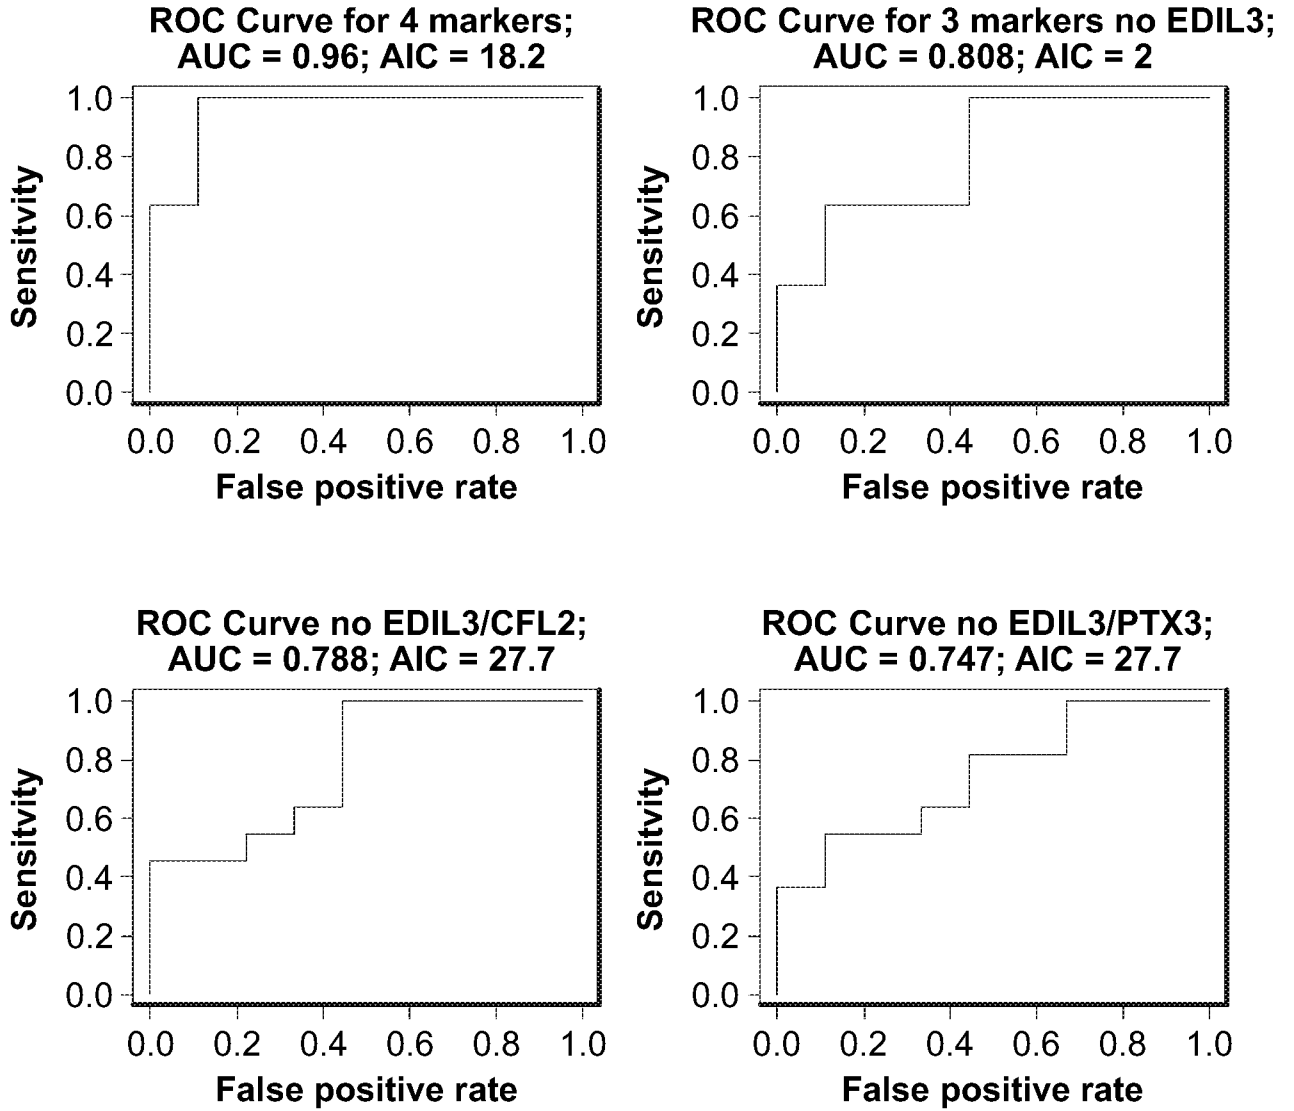 ROC Curve for 4 markers;
AUC = 0.96; AIC = 18.2
1.0
0.8
0.6
0.4
0.2
0.0
Sensitvity
0.0 0.2 0.4 0.6 0.8 1.0
False positive rate
ROC Curve for 3 markers no EDIL3;
AUC = 0.808; AIC = 2
1.0
0.8
0.6
0.4
0.2
0.0
Sensitvity
0.0 0.2 0.4 0.6 0.8 1.0
False positive rate
ROC Curve no EDIL3/CFL2;
AUC = 0.788; AIC = 27.7
1.0
0.8
0.6
0.4
0.2
0.0
Sensitvity
0.0 0.2 0.4 0.6 0.8 1.0
False positive rate
ROC Curve no EDIL3/PTX3;
AUC = 0.747; AIC = 27.7
1.0
0.8
0.6
0.4
0.2
0.0
Sensitvity
0.0 0.2 0.4 0.6 0.8 1.0
False positive rate